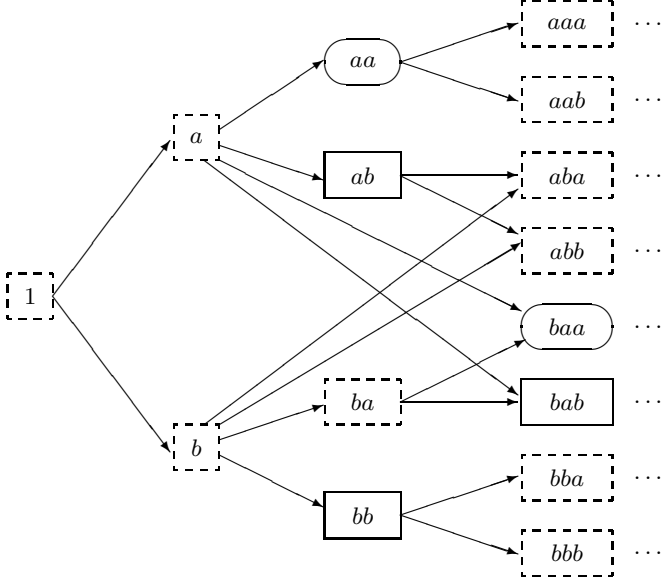 aaa ···
aa
aab ···
a
ab
aba ···
abb ···
1
baa ···
ba
bab ···
b
bba ···
bb
bbb ···